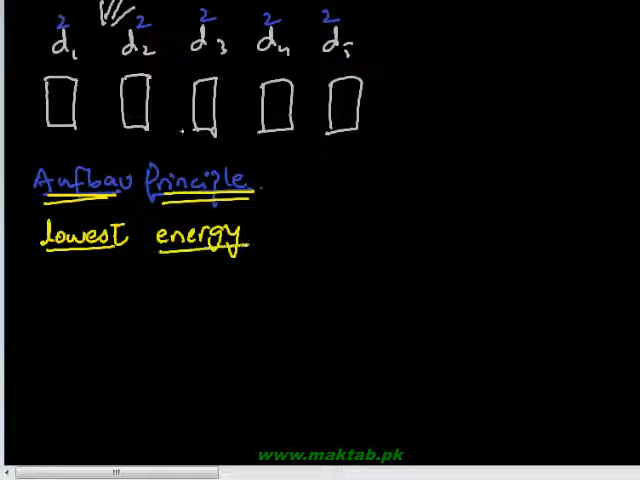 2 2 2 2 2
d1 d2 d3 d4 d5
Aufbau Principle.
lowest energy
www.maktab.pk